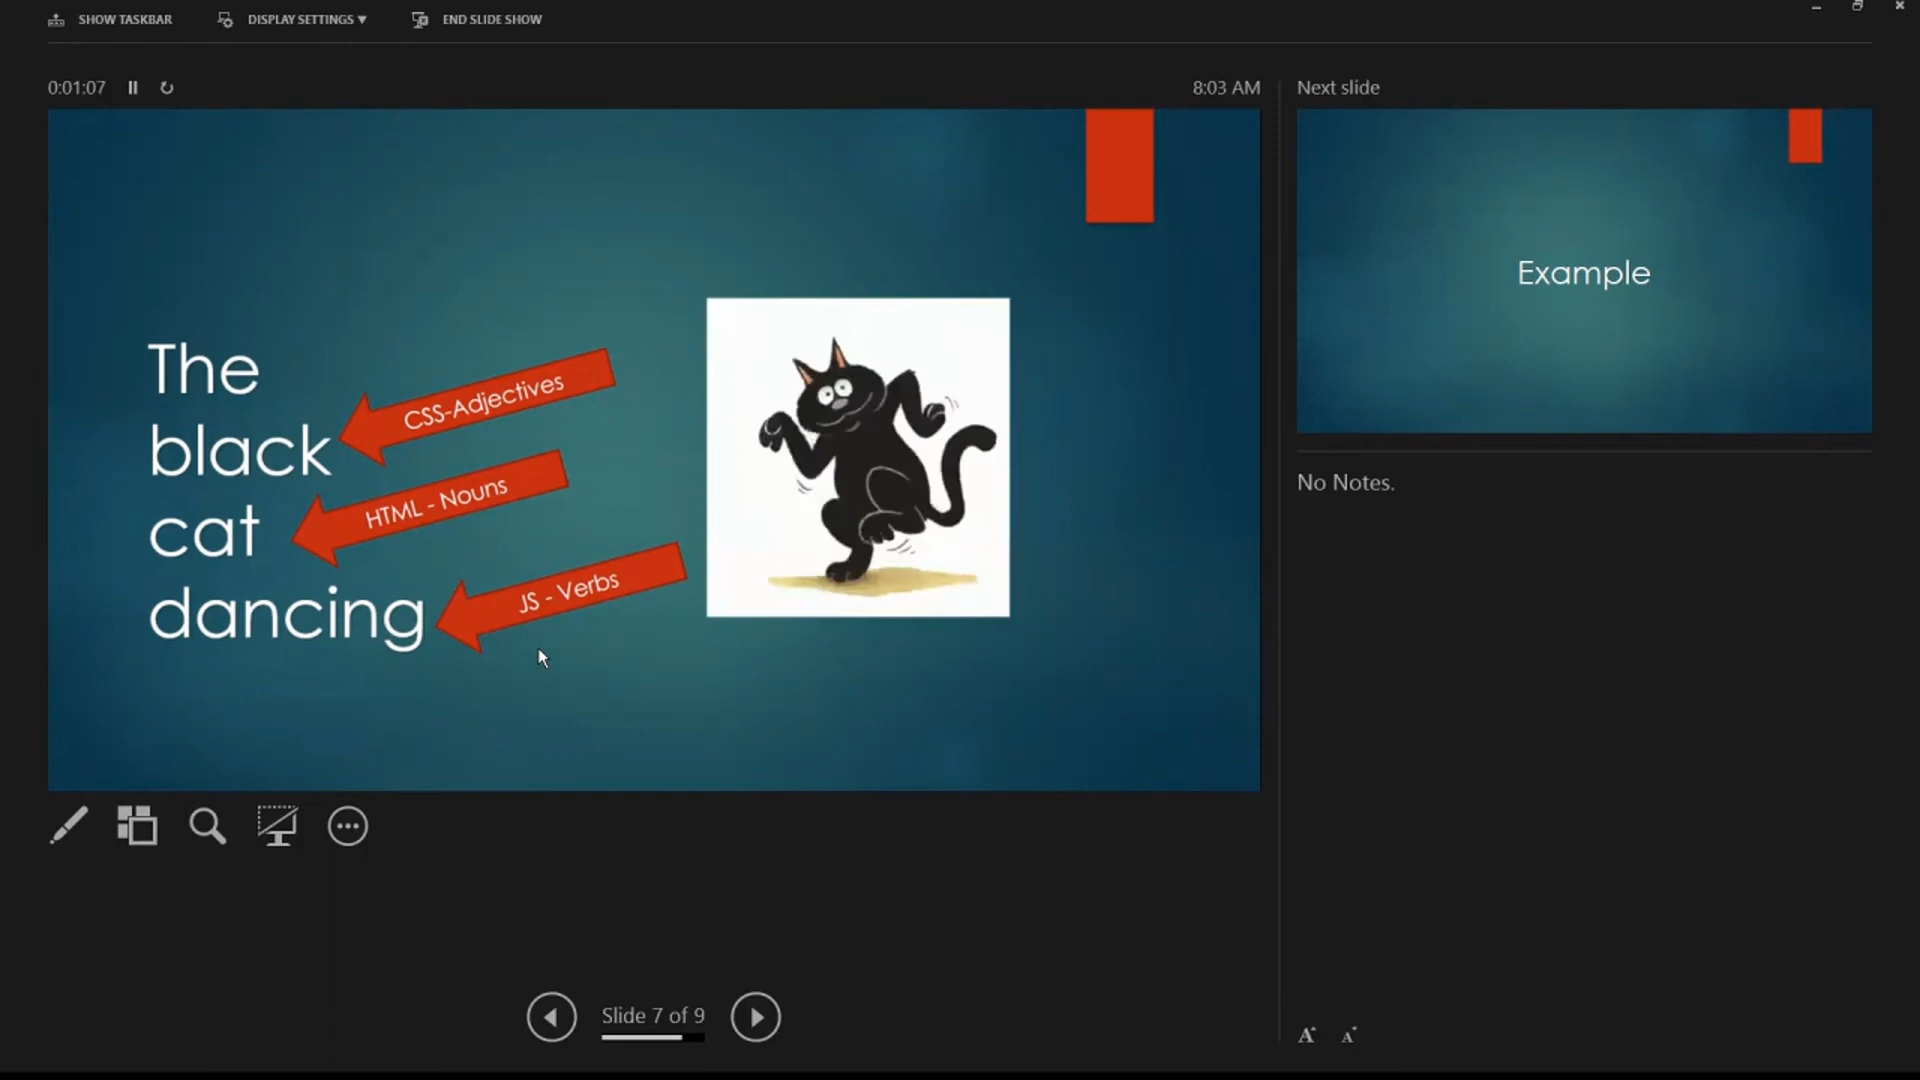 SHOW TASKBAR
DISPLAY SETTINGS ▼
END SLIDE SHOW
0:01:07
8:03 AM
Next slide
The
black
cat
dancing
CSS-Adjectives
HTML - Nouns
JS - Verbs
Example
No Notes.
Slide 7 of 9
A
A